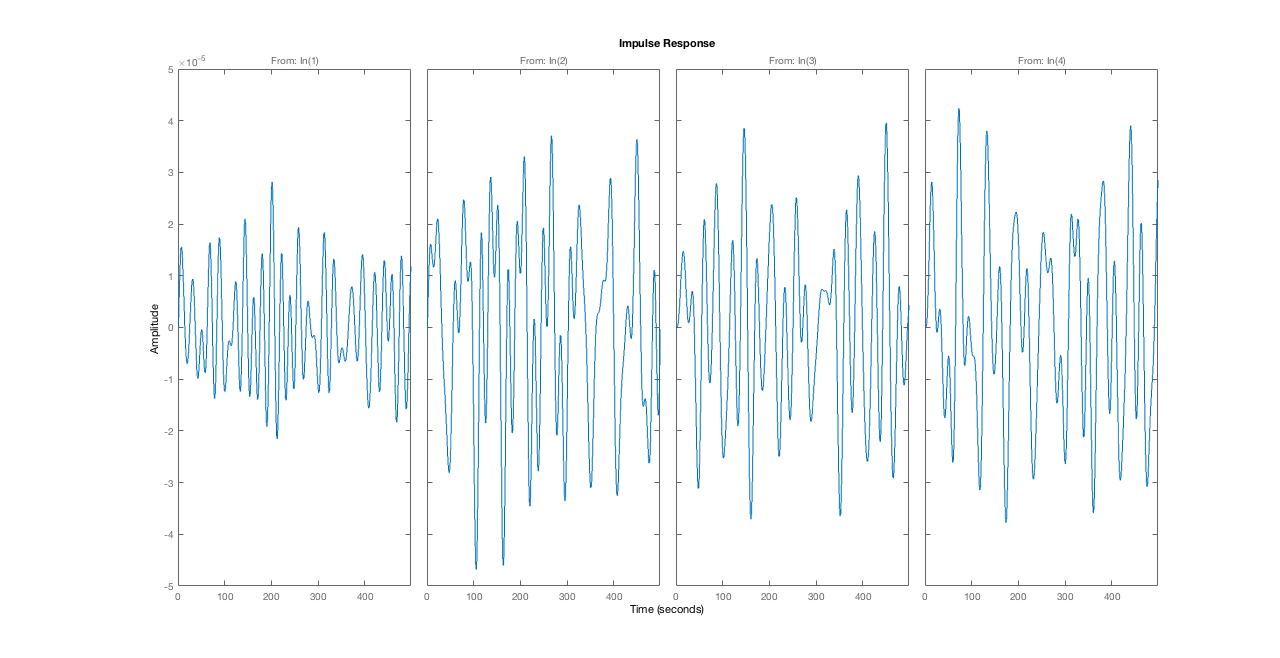 Impulse Response
From: In(1) From: In(2) From: In(3) From: In(4)
×10^-5
5
4
3
2
1
0
-1
-2
-3
-4
-5
Amplitude
0 100 200 300 400 0 100 200 300 400 0 100 200 300 400 0 100 200 300 400
Time (seconds)